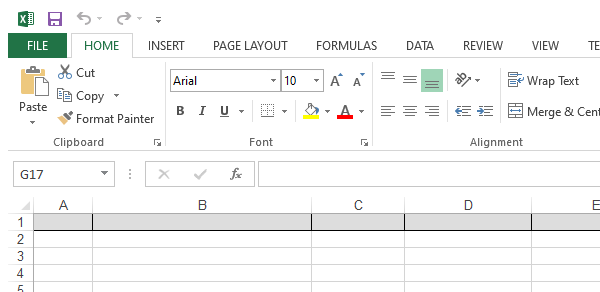 FILE HOME INSERT PAGE LAYOUT FORMULAS DATA REVIEW VIEW TE
Cut
Copy
Format Painter
Paste
Clipboard
Arial 10 A A
B I U A
Font
Wrap Text
Merge & Cent
Alignment
G17 fx
A B C D E
1
2
3
4
5